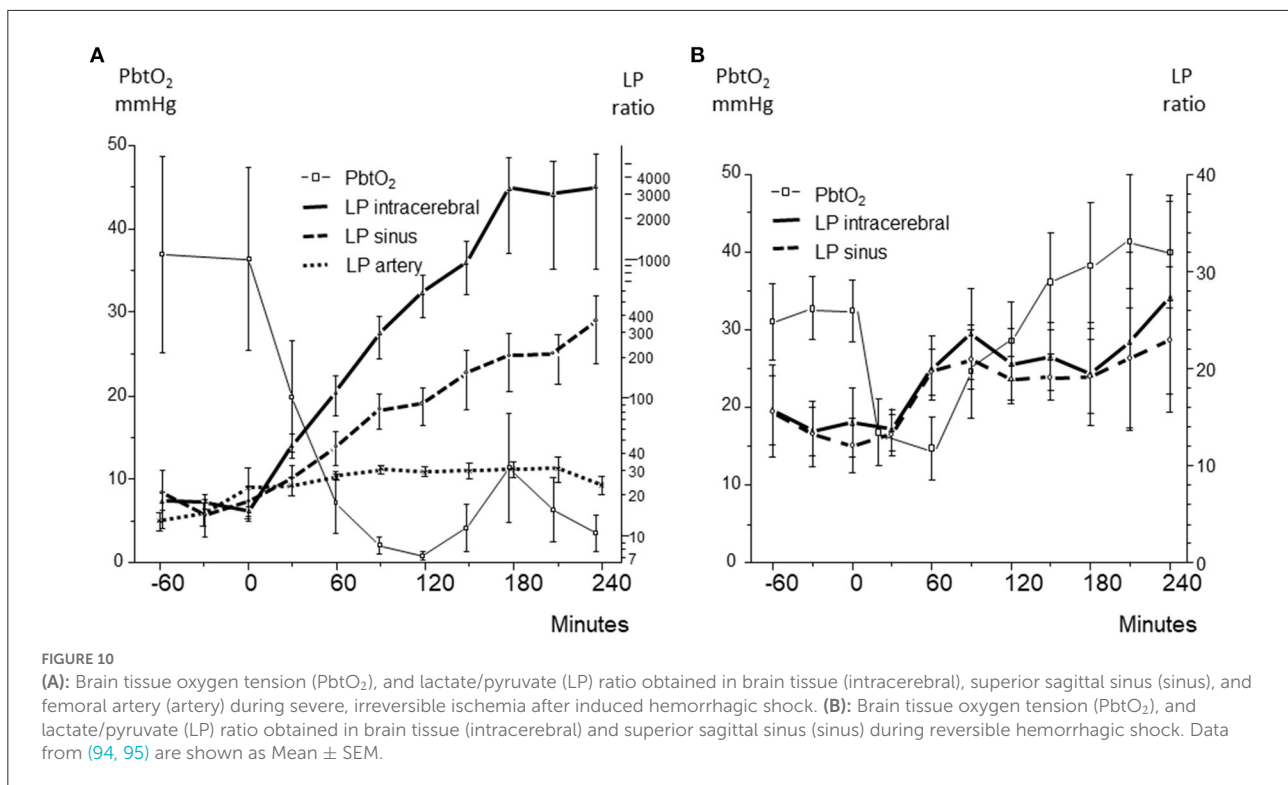 A
PbtO₂
mmHg
LP
ratio
50
40
30
20
10
0
PbtO₂
LP intracerebral
LP sinus
LP artery
4000
3000
2000
1000
400
300
200
100
40
30
20
10
7
-60 0 60 120 180 240
Minutes
B
PbtO₂
mmHg
LP
ratio
50
40
30
20
10
0
PbtO₂
LP intracerebral
LP sinus
40
30
20
10
0
-60 0 60 120 180 240
Minutes
FIGURE 10
(A): Brain tissue oxygen tension (PbtO₂), and lactate/pyruvate (LP) ratio obtained in brain tissue (intracerebral), superior sagittal sinus (sinus), and
femoral artery (artery) during severe, irreversible ischemia after induced hemorrhagic shock. (B): Brain tissue oxygen tension (PbtO₂), and
lactate/pyruvate (LP) ratio obtained in brain tissue (intracerebral) and superior sagittal sinus (sinus) during reversible hemorrhagic shock. Data
from (94, 95) are shown as Mean ± SEM.